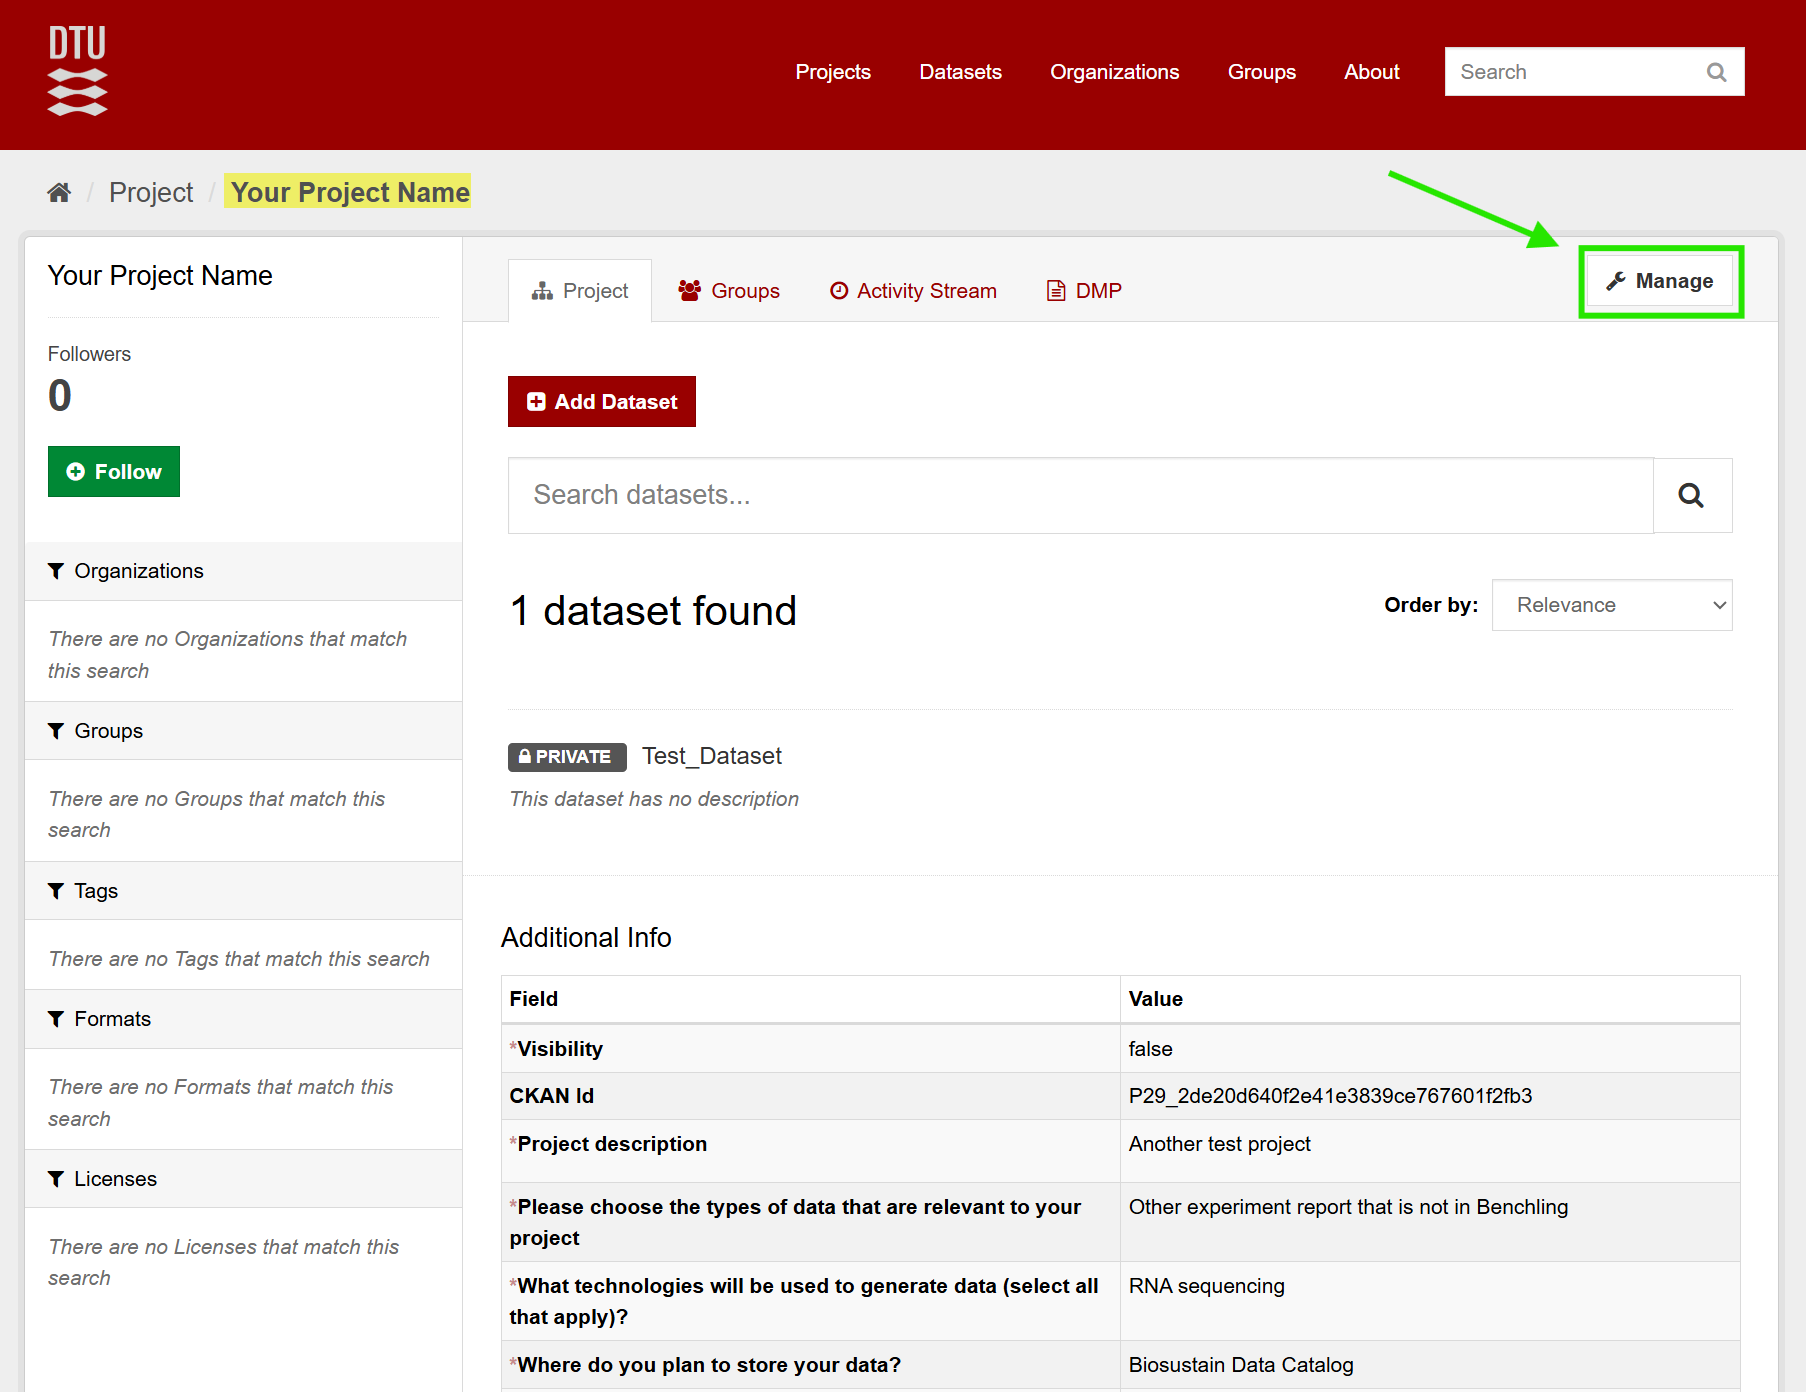 DTU
Projects Datasets Organizations Groups About Search
/ Project / Your Project Name
Your Project Name
Followers
0
Follow
Organizations
There are no Organizations that match
this search
Groups
There are no Groups that match this
search
Tags
There are no Tags that match this search
Formats
There are no Formats that match this
search
Licenses
There are no Licenses that match this
search
Project Groups Activity Stream DMP Manage
Add Dataset
Search datasets...
1 dataset found
Order by: Relevance
PRIVATE Test_Dataset
This dataset has no description
Additional Info
Field Value
*Visibility false
CKAN Id P29_2de20d640f2e41e3839ce767601f2fb3
*Project description Another test project
*Please choose the types of data that are relevant to your
project
Other experiment report that is not in Benchling
*What technologies will be used to generate data (select all
that apply)?
RNA sequencing
*Where do you plan to store your data? Biosustain Data Catalog